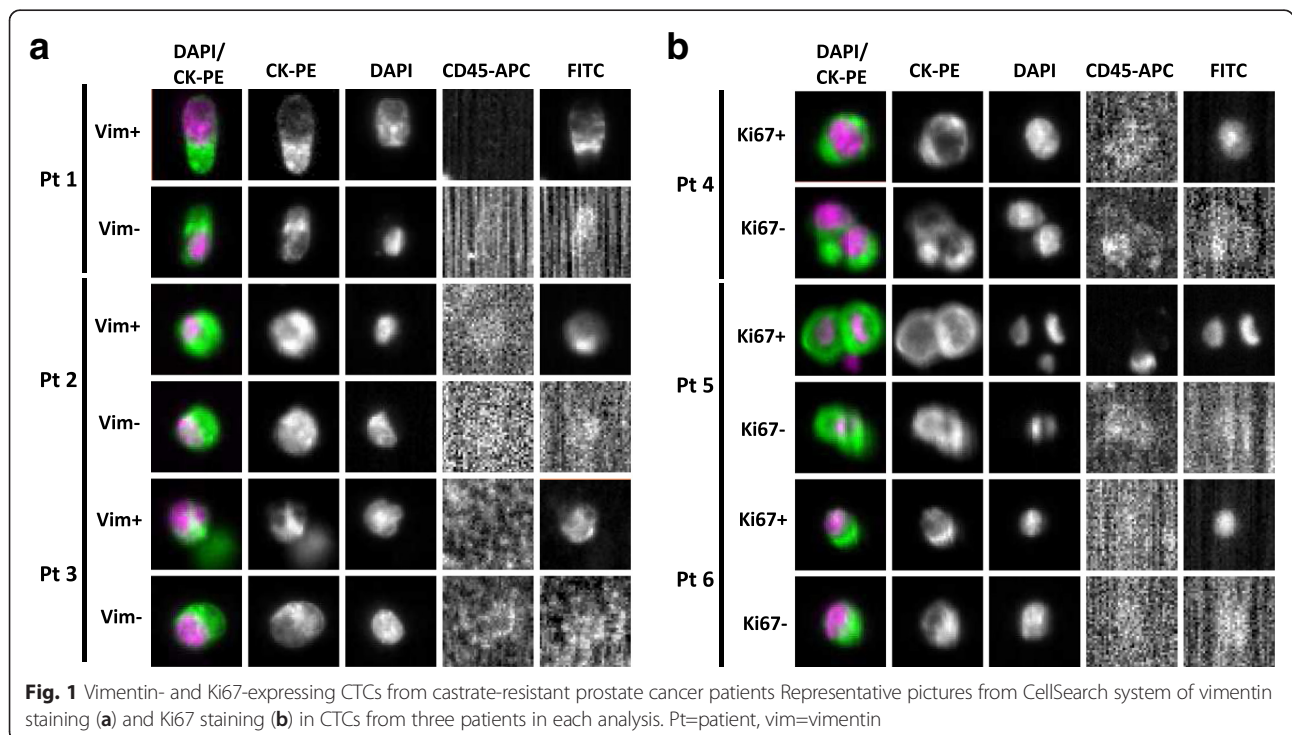 a
DAPI/
CK-PE CK-PE DAPI CD45-APC FITC
Pt 1
Vim+
Vim-
Pt 2
Vim+
Vim-
Pt 3
Vim+
Vim-
b
DAPI/
CK-PE CK-PE DAPI CD45-APC FITC
Pt 4
Ki67+
Ki67-
Pt 5
Ki67+
Ki67-
Pt 6
Ki67+
Ki67-
Fig. 1 Vimentin- and Ki67-expressing CTCs from castrate-resistant prostate cancer patients Representative pictures from CellSearch system of vimentin
staining (a) and Ki67 staining (b) in CTCs from three patients in each analysis. Pt=patient, vim=vimentin